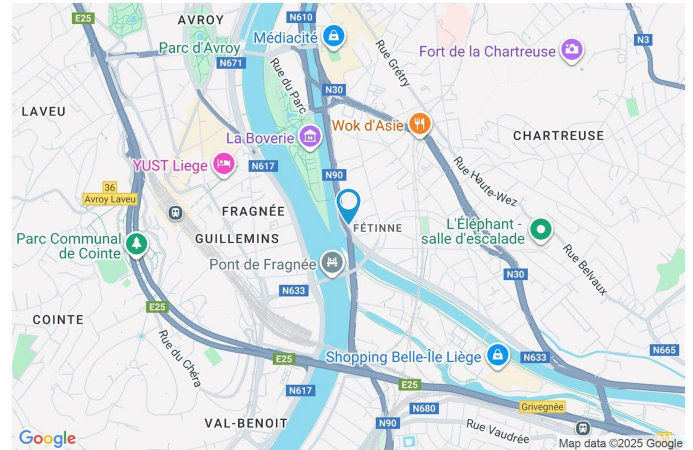 E25
AVROY
N610
Médiacité
Parc d'Avroy
N671
Rue du Parc
Rue Grétry
Fort de la Chartreuse
N3
N30
LAVEU
La Boverie
Wok d'Asie
CHARTREUSE
YUST Liege
N617
N90
Rue Haute-Wez
36
Avroy Laveu
FRAGNÉE
FÉTINNE
L'Éléphant -
salle d'escalade
Parc Communal
de Cointe
GUILLEMINS
Pont de Fragnée
Rue Belvaux
N30
N633
E25
COINTE
Rue du Chéra
E25
Shopping Belle-Île Liège
N633
N665
N617
E25
N680
Grivegnée
VAL-BENOIT
N90
Rue Vaudrée
Google
Map data ©2025 Google